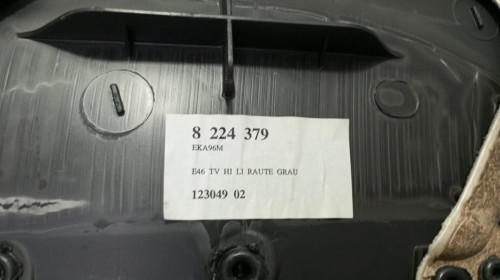 8 224 379
EKA96M
E46 TV HI LI RAUTE GRAU
123049 02